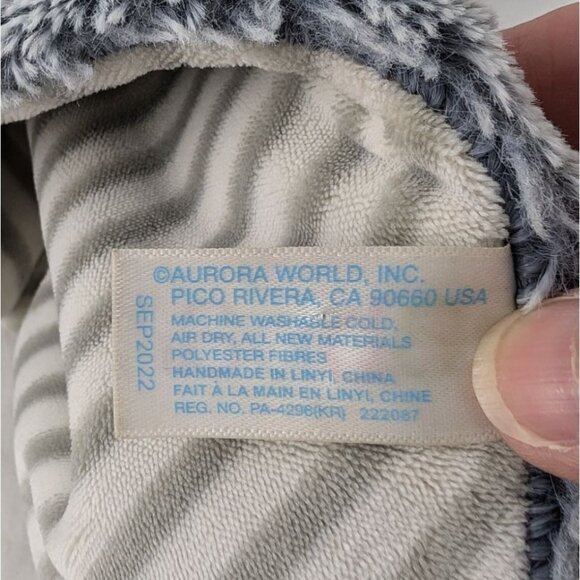 ©AURORA WORLD, INC.
PICO RIVERA, CA 90660 USA
MACHINE WASHABLE COLD,
AIR DRY, ALL NEW MATERIALS
POLYESTER FIBRES
HANDMADE IN LINYI, CHINA
FAIT À LA MAIN EN LINYI, CHINE
REG. NO. PA-4296(KR) 222087
SEP2022